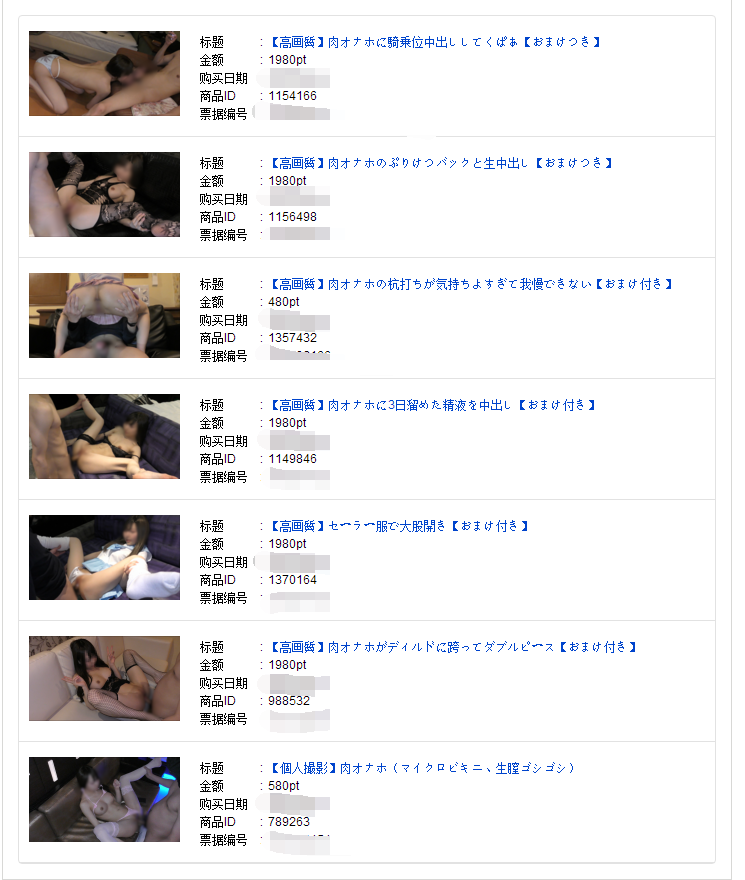 标题 : 【高画質】肉オナホに騎乗位中出ししてくぱぁ【おまけつき】
金额 : 1980pt
购买日期
商品ID : 1154166
票据编号
标题 : 【高画質】肉オナホのぷりけつバックと生中出し【おまけつき】
金额 : 1980pt
购买日期
商品ID : 1156498
票据编号 :
标题 : 【高画質】肉オナホの杭打ちが気持ちよすぎて我慢できない【おまけ付き】
金额 : 480pt
购买日期
商品ID : 1357432
票据编号 :
标题 : 【高画質】肉オナホに3日溜めた精液を中出し【おまけ付き】
金额 : 1980pt
购买日期
商品ID : 1149846
票据编号 :
标题 : 【高画質】セーラー服で大股開き【おまけ付き】
金额 : 1980pt
购买日期
商品ID : 1370164
票据编号 :
标题 : 【高画質】肉オナホがディルドに跨ってダブルピース【おまけ付き】
金额 : 1980pt
购买日期
商品ID : 988532
票据编号 :
标题 : 【個人撮影】肉オナホ（マイクロビキニ、生膣ゴシゴシ）
金额 : 580pt
购买日期
商品ID : 789263
票据编号 :